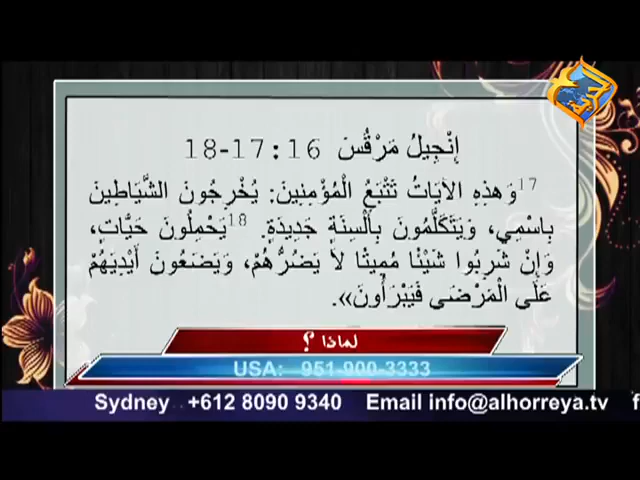 إِنْجِيلُ مَرْقُسَ 16:17-18
17وَهذِهِ الآيَاتُ تَتْبَعُ الْمُؤْمِنِينَ: يُخْرِجُونَ الشَّيَاطِينَ
بِاسْمِي، وَيَتَكَلَّمُونَ بِأَلْسِنَةٍ جَدِيدَةٍ. 18يَحْمِلُونَ حَيَّاتٍ،
وَإِنْ شَرِبُوا شَيْئًا مُمِيتًا لاَ يَضُرُّهُمْ، وَيَضَعُونَ أَيْدِيَهُمْ
عَلَى الْمَرْضَى فَيَبْرَأُونَ».
لماذا ؟
USA: 951-900-3333
Sydney +612 8090 9340 Email info@alhorreya.tv f